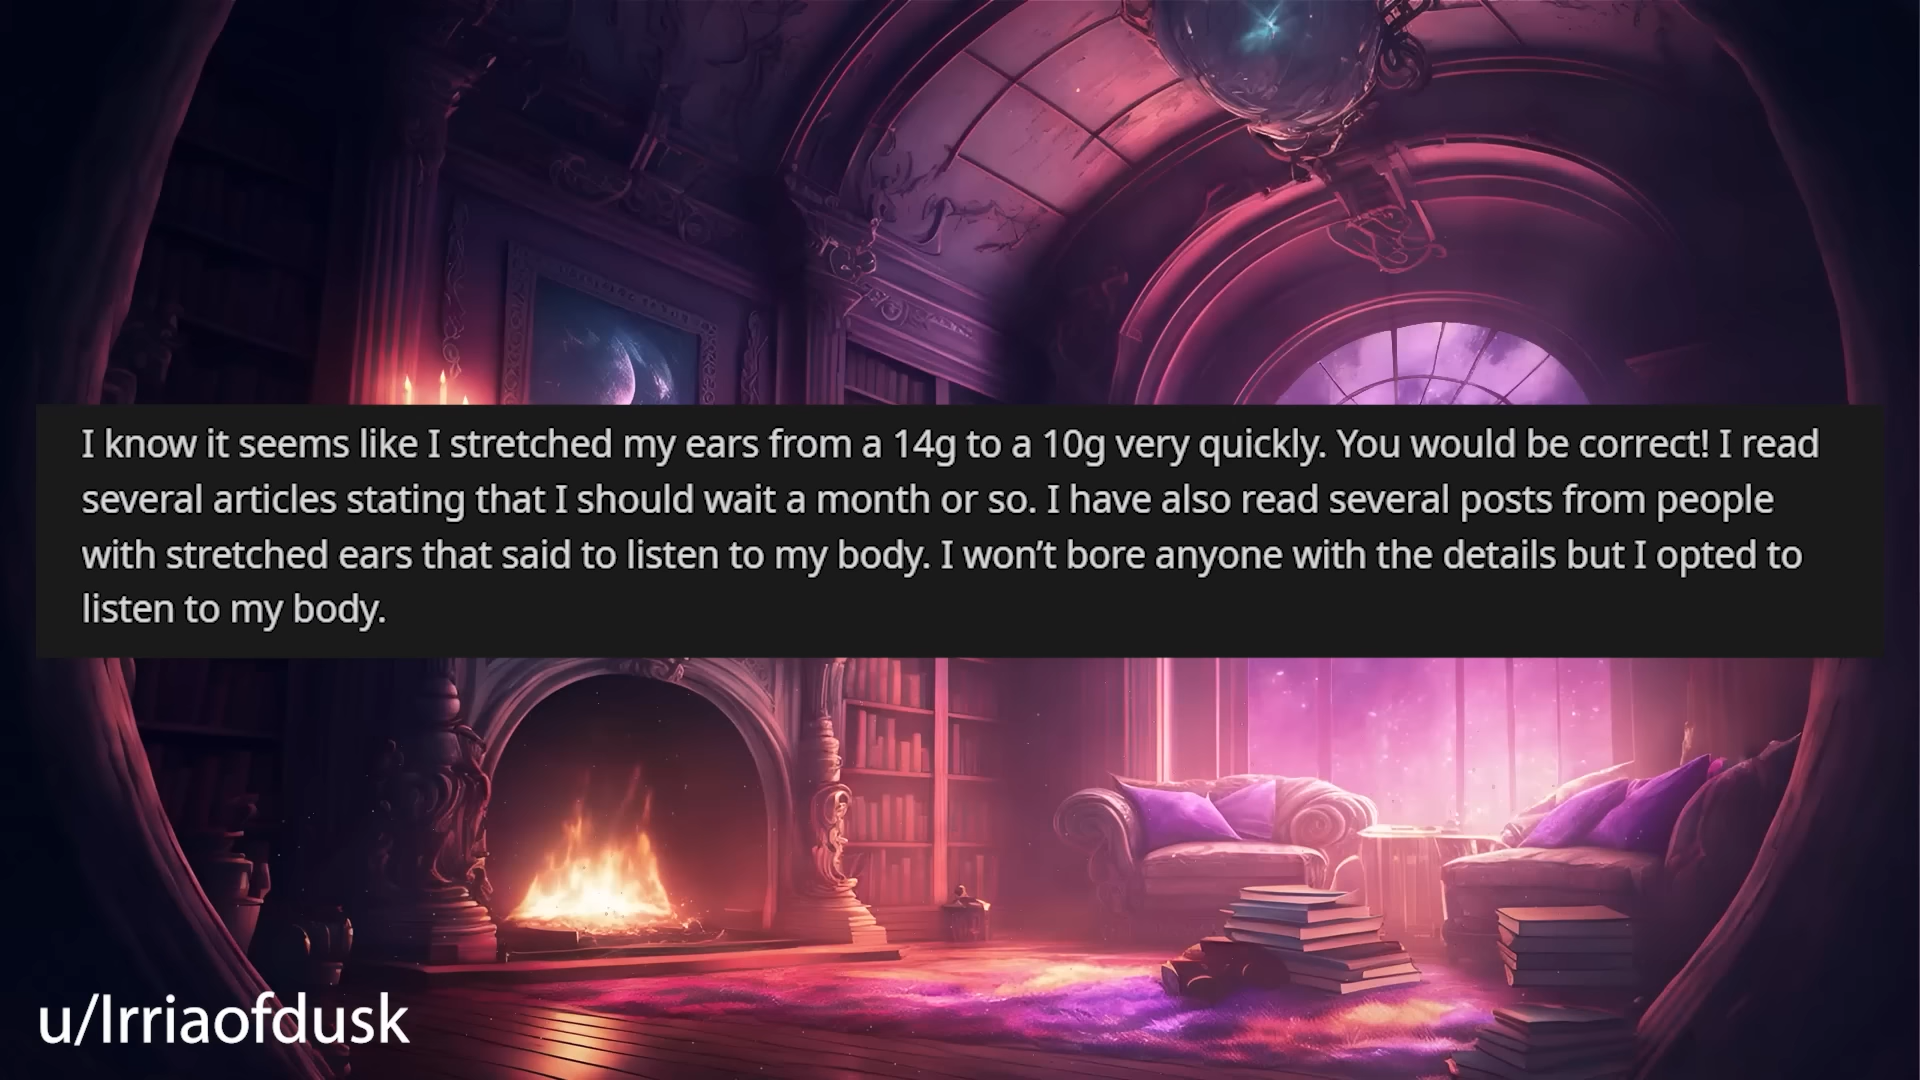 I know it seems like I stretched my ears from a 14g to a 10g very quickly. You would be correct! I read
several articles stating that I should wait a month or so. I have also read several posts from people
with stretched ears that said to listen to my body. I won’t bore anyone with the details but I opted to
listen to my body.
u/Irriaofdusk